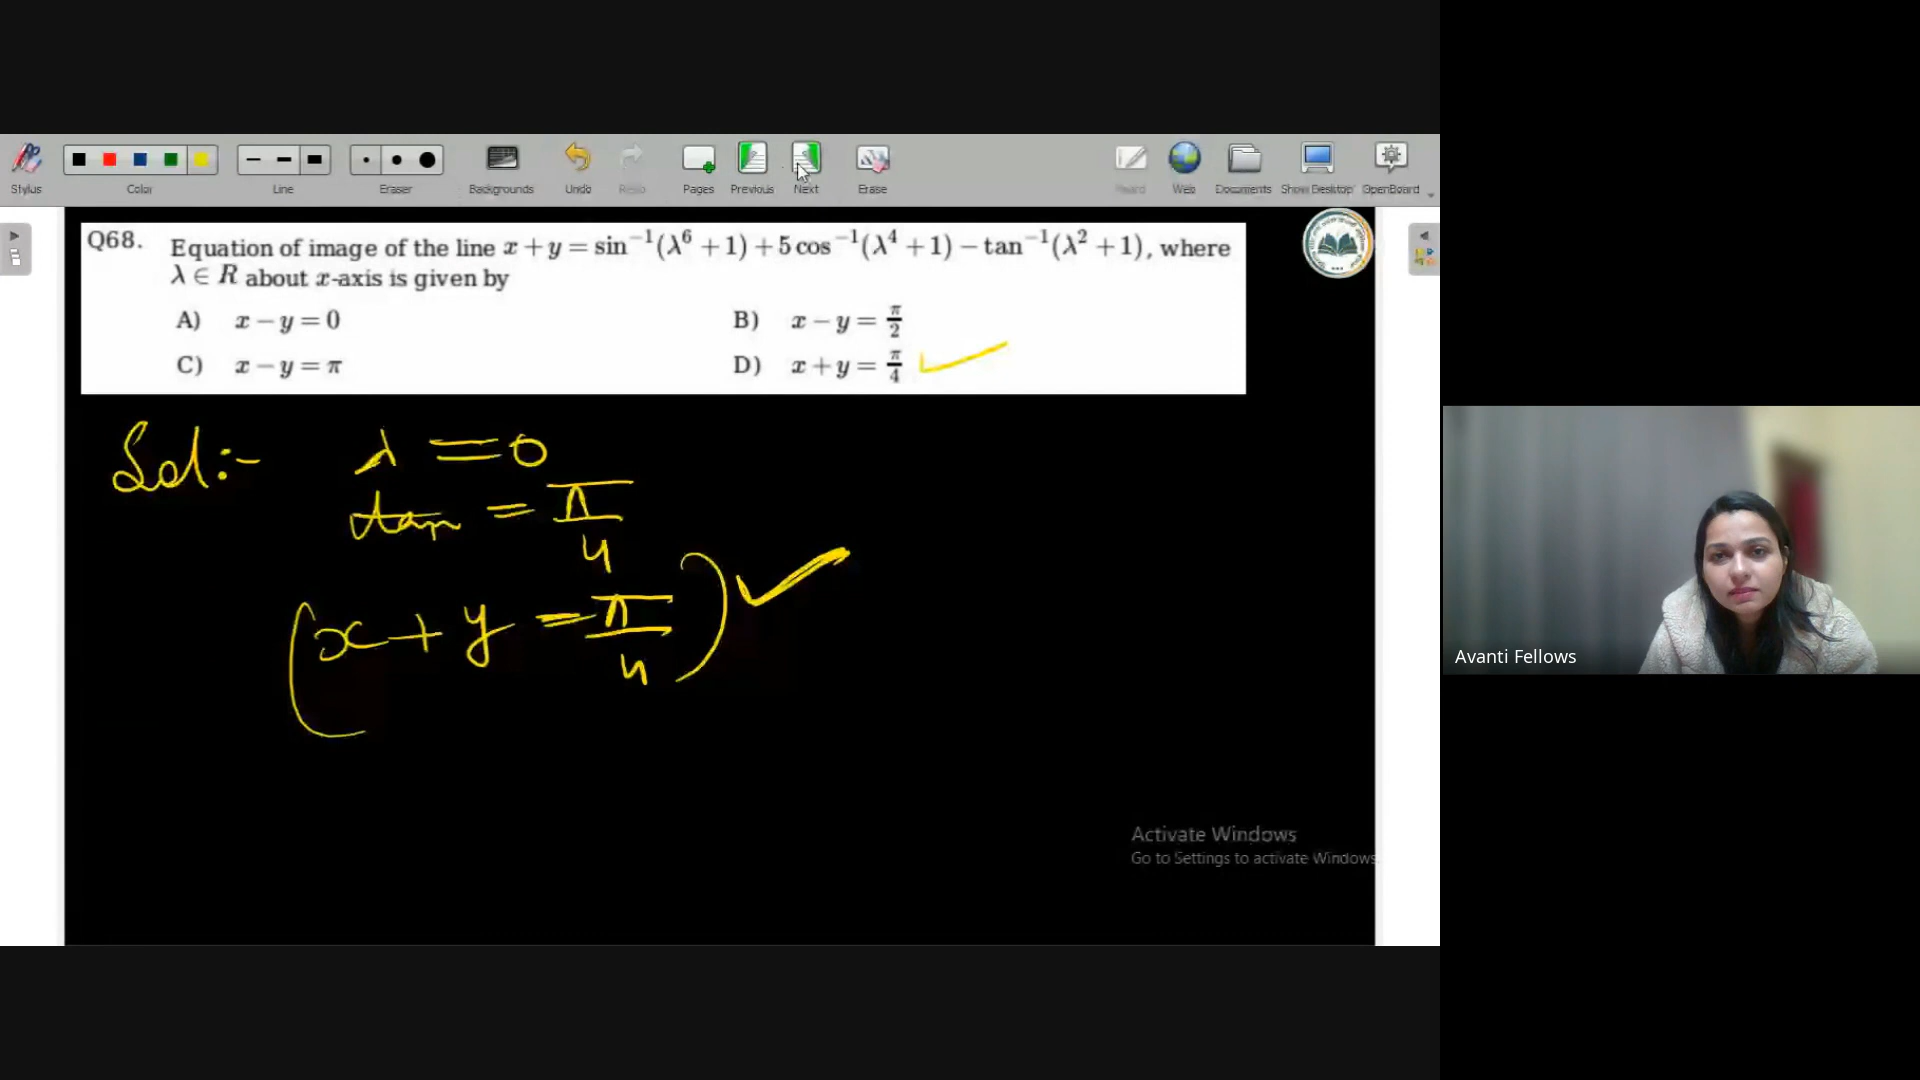 Stylus Color Line Eraser Backgrounds Undo Redo Pages Previous Next Erase Board Web Documents Show Desktop OpenBoard
Q68. Equation of image of the line x + y = sin⁻¹(λ⁶ + 1) + 5 cos⁻¹(λ⁴ + 1) − tan⁻¹(λ² + 1), where
λ ∈ R about x-axis is given by
A) x − y = 0 B) x − y = π/2
C) x − y = π D) x + y = π/4
Sol:- λ = 0
tan = π/4
(x + y = π/4)
Avanti Fellows
Activate Windows
Go to Settings to activate Windows.